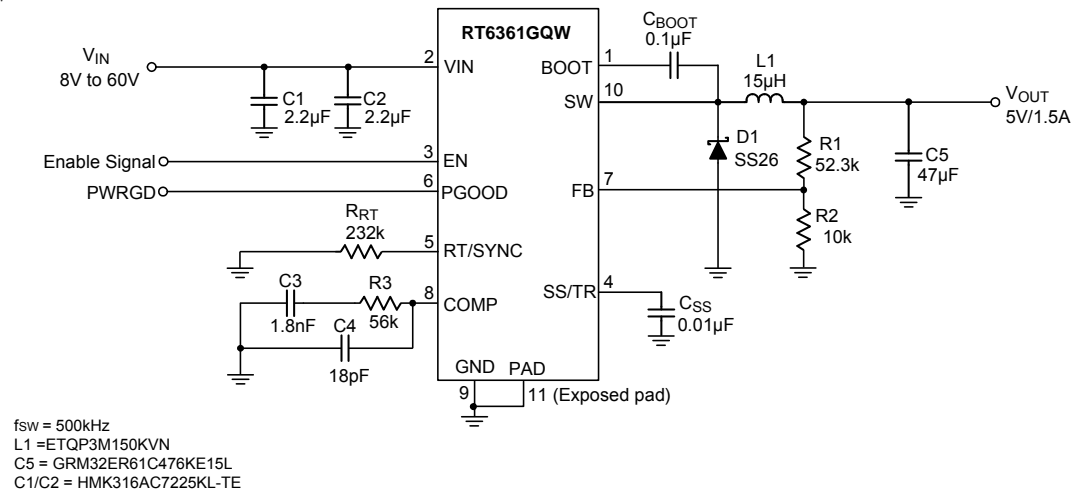 RT6361GQW
VIN
8V to 60V
2
VIN
C1
2.2µF
C2
2.2µF
Enable Signal
3
EN
PWRGD
6
PGOOD
RRT
232k
5
RT/SYNC
C3
1.8nF
R3
56k
8
COMP
C4
18pF
GND
PAD
9
11 (Exposed pad)
BOOT
1
CBOOT
0.1µF
SW
10
L1
15µH
VOUT
5V/1.5A
D1
SS26
R1
52.3k
C5
47µF
FB
7
R2
10k
SS/TR
4
CSS
0.01µF
fSW = 500kHz
L1 =ETQP3M150KVN
C5 = GRM32ER61C476KE15L
C1/C2 = HMK316AC7225KL-TE